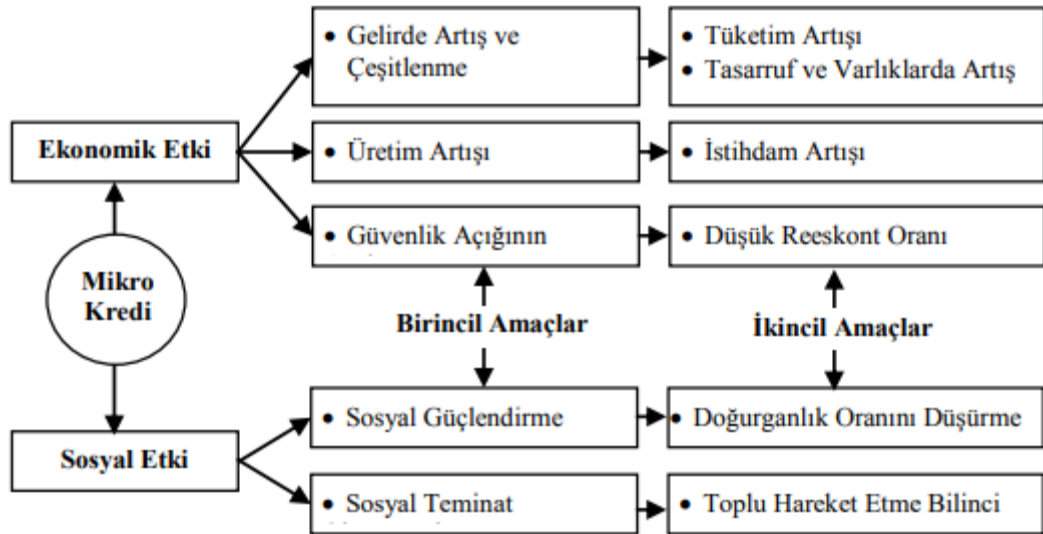 • Gelirde Artış ve
Çeşitlenme
• Tüketim Artışı
• Tasarruf ve Varlıklarda Artış
Ekonomik Etki
• Üretim Artışı
• İstihdam Artışı
• Güvenlik Açığının
• Düşük Reeskont Oranı
Mikro
Kredi
Birincil Amaçlar
İkincil Amaçlar
• Sosyal Güçlendirme
• Doğurganlık Oranını Düşürme
Sosyal Etki
• Sosyal Teminat
• Toplu Hareket Etme Bilinci